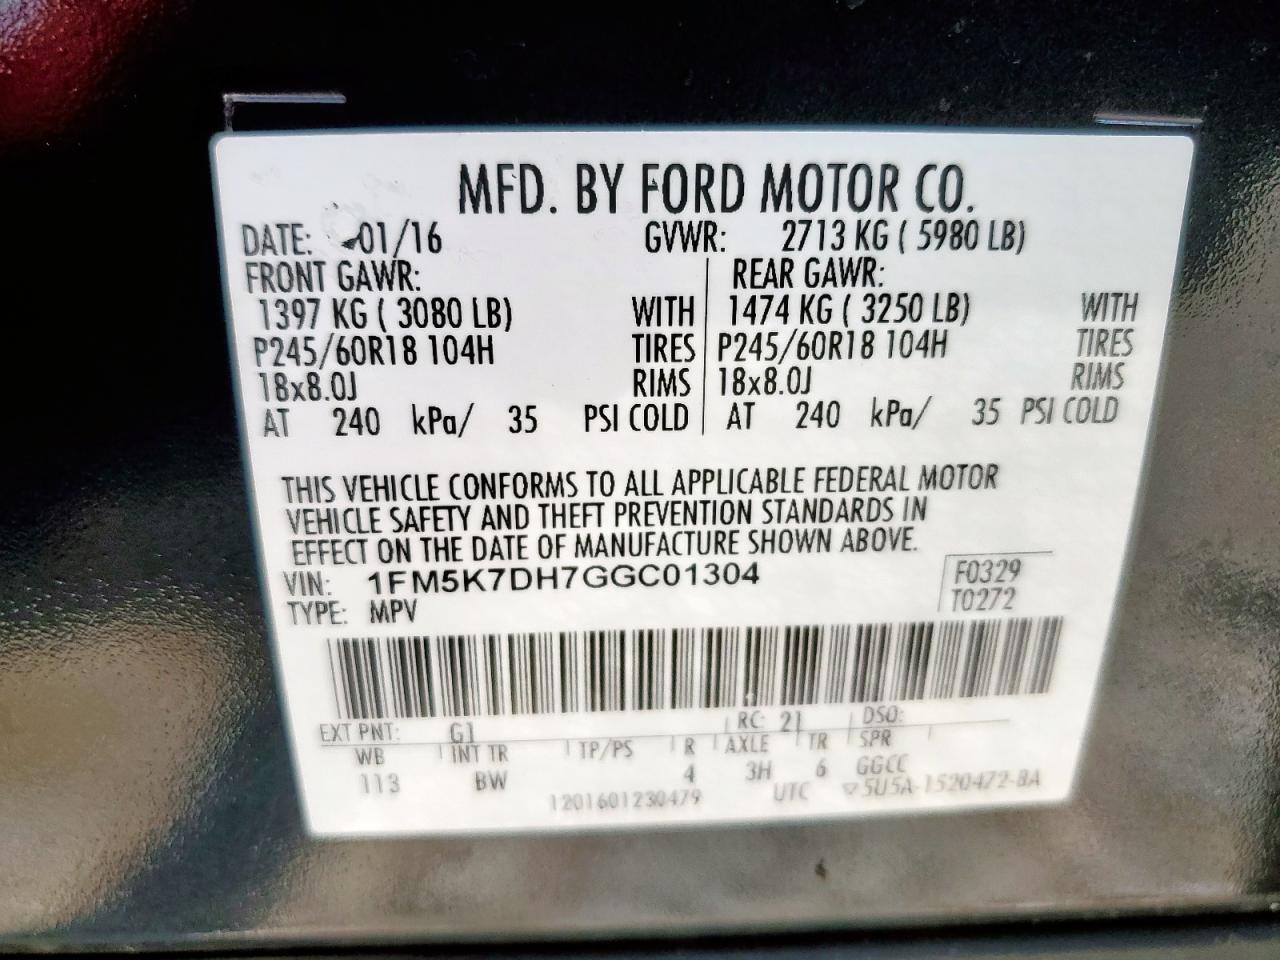 MFD. BY FORD MOTOR CO.
DATE: 01/16 GVWR: 2713 KG ( 5980 LB)
FRONT GAWR: REAR GAWR:
1397 KG ( 3080 LB) WITH 1474 KG ( 3250 LB) WITH
P245/60R18 104H TIRES P245/60R18 104H TIRES
18x8.0J RIMS 18x8.0J RIMS
AT 240 kPa/ 35 PSI COLD AT 240 kPa/ 35 PSI COLD
THIS VEHICLE CONFORMS TO ALL APPLICABLE FEDERAL MOTOR
VEHICLE SAFETY AND THEFT PREVENTION STANDARDS IN
EFFECT ON THE DATE OF MANUFACTURE SHOWN ABOVE.
VIN: 1FM5K7DH7GGC01304 F0329
TYPE: MPV T0272
EXT PNT: G1 RC: 21 DSO:
WB INT TR TP/PS R AXLE TR SPR
113 BW 4 3H 6 GGCC
1201601230479 UTC ▽5U5A-1520472-BA